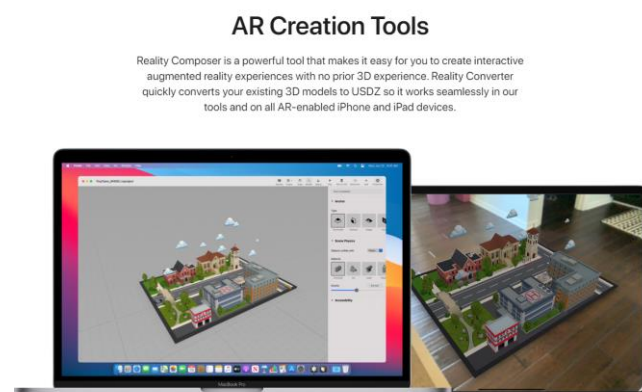 AR Creation Tools
Reality Composer is a powerful tool that makes it easy for you to create interactive
augmented reality experiences with no prior 3D experience. Reality Converter
quickly converts your existing 3D models to USDZ so it works seamlessly in our
tools and on all AR-enabled iPhone and iPad devices.
MacBook Pro